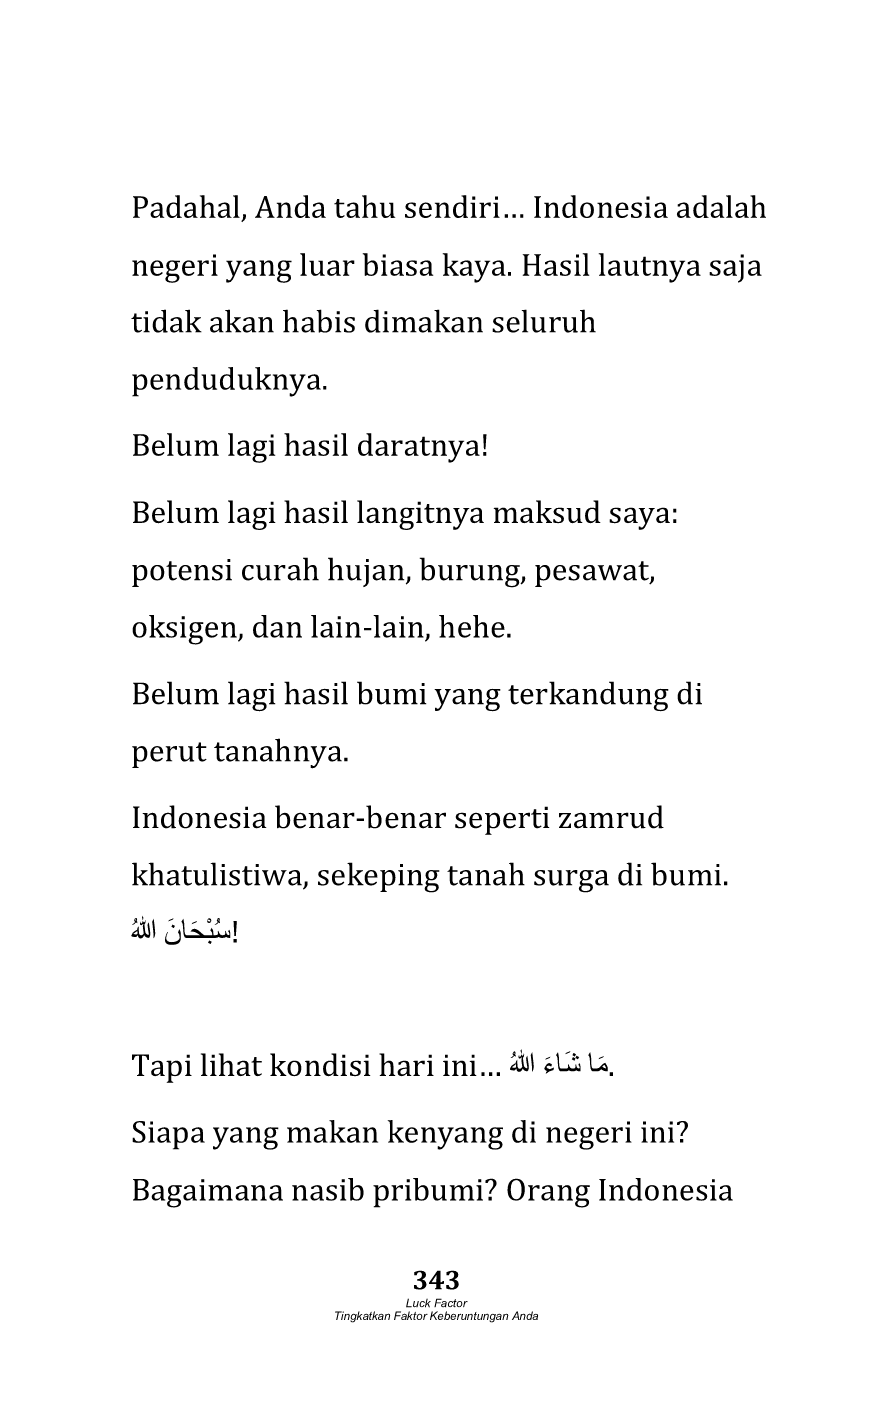 Padahal, Anda tahu sendiri… Indonesia adalah
negeri yang luar biasa kaya. Hasil lautnya saja
tidak akan habis dimakan seluruh
penduduknya.
Belum lagi hasil daratnya!
Belum lagi hasil langitnya maksud saya:
potensi curah hujan, burung, pesawat,
oksigen, dan lain-lain, hehe.
Belum lagi hasil bumi yang terkandung di
perut tanahnya.
Indonesia benar-benar seperti zamrud
khatulistiwa, sekeping tanah surga di bumi.
سُبْحَانَ اللهُ!
Tapi lihat kondisi hari ini… مَا شَاءَ اللهُ.
Siapa yang makan kenyang di negeri ini?
Bagaimana nasib pribumi? Orang Indonesia
343
Luck Factor
Tingkatkan Faktor Keberuntungan Anda